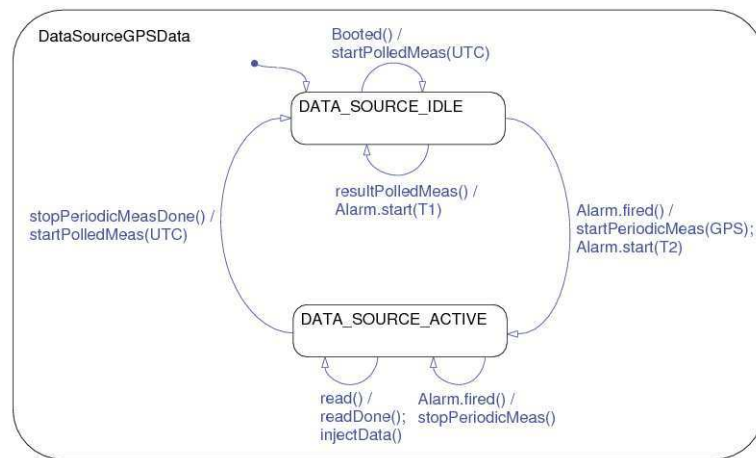 DataSourceGPSData
Booted() /
startPolledMeas(UTC)
DATA_SOURCE_IDLE
resultPolledMeas() /
Alarm.start(T1)
stopPeriodicMeasDone() /
startPolledMeas(UTC)
Alarm.fired() /
startPeriodicMeas(GPS);
Alarm.start(T2)
DATA_SOURCE_ACTIVE
read() /
readDone();
injectData()
Alarm.fired() /
stopPeriodicMeas()